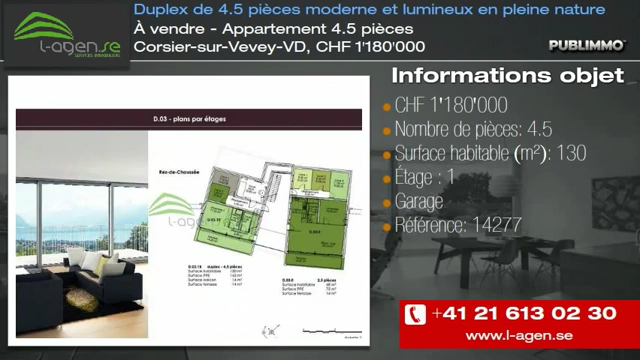 Duplex de 4.5 pièces moderne et lumineux en pleine nature
À vendre - Appartement 4.5 pièces
Corsier-sur-Vevey-VD, CHF 1'180'000
l-agen.se
PUBLIMMO
Informations objet
CHF 1'180'000
Nombre de pièces: 4.5
Surface habitable (m²): 130
Étage : 1
Garage
Référence: 14277
D.03 - plans par étages
Rez-de-Chaussée
l-agen.se
+41 21 613 02 30
www.l-agen.se